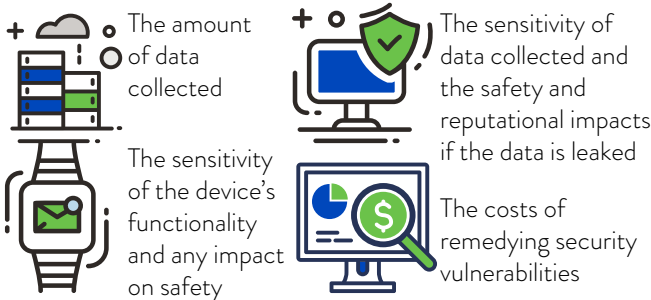 The amount
of data
collected
The sensitivity of
data collected and
the safety and
reputational impacts
if the data is leaked
The sensitivity
of the device's
functionality
and any impact
on safety
$
The costs of
remedying security
vulnerabilities